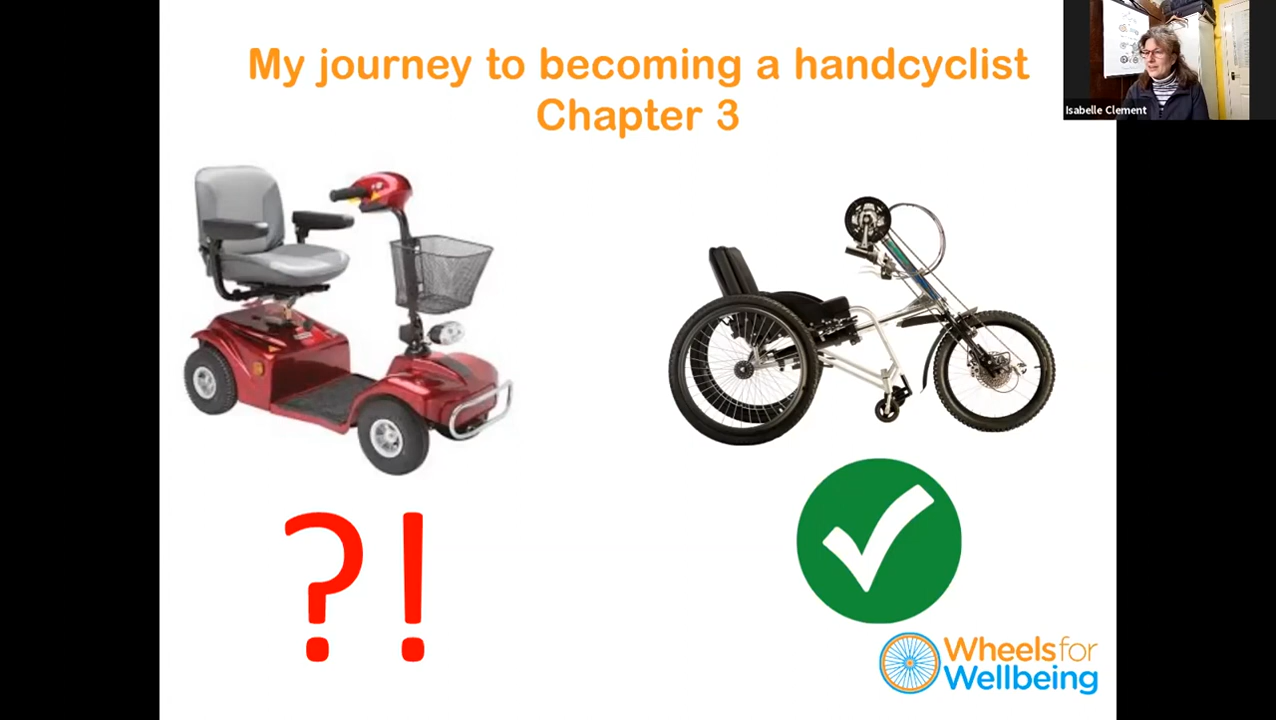 My journey to becoming a handcyclist
Chapter 3
Isabelle Clement
?!
Wheels for
Wellbeing